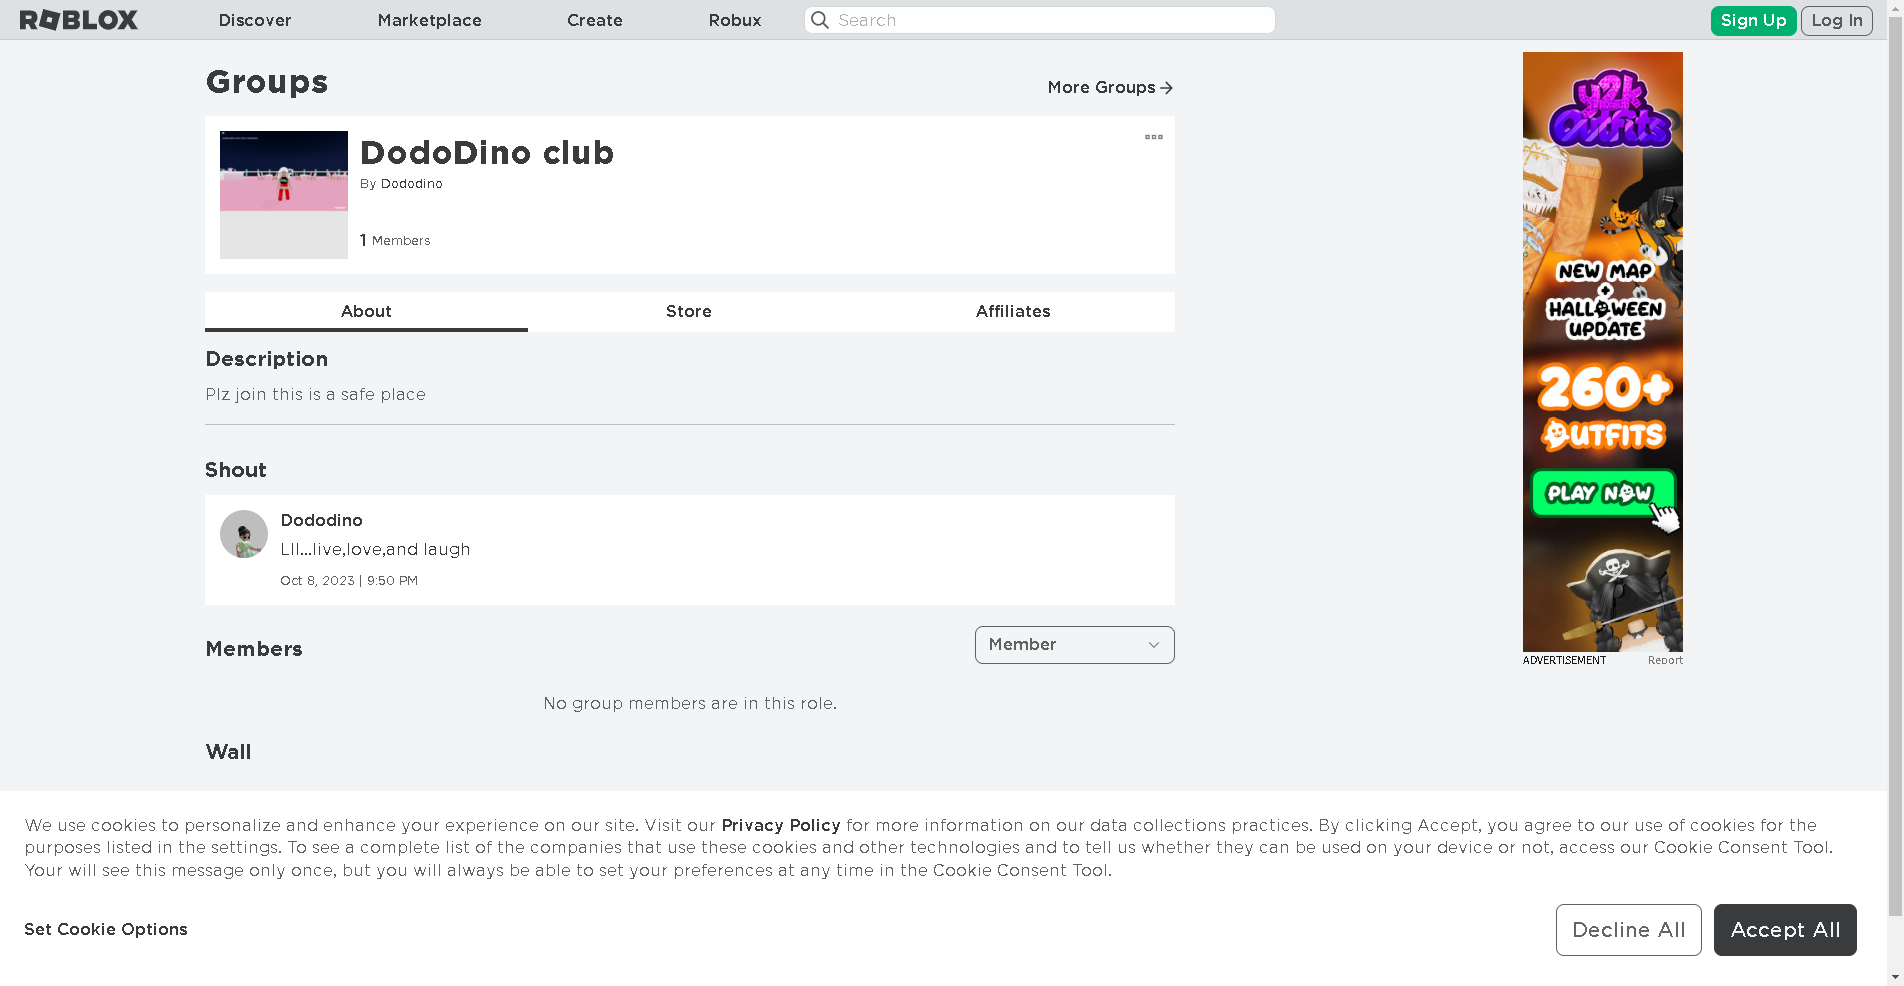 ROBLOX
Discover
Marketplace
Create
Robux
Search
Sign Up
Log In
Groups
More Groups
DodoDino club
By Dododino
1 Members
About
Store
Affiliates
Description
Plz join this is a safe place
Shout
Dododino
LII...live,love,and laugh
Oct 8, 2023 | 9:50 PM
Members
Member
No group members are in this role.
Wall
y2k
Outfits
NEW MAP
+
HALLOWEEN
UPDATE
260+
OUTFITS
PLAY NOW
ADVERTISEMENT
Report
We use cookies to personalize and enhance your experience on our site. Visit our Privacy Policy for more information on our data collections practices. By clicking Accept, you agree to our use of cookies for the
purposes listed in the settings. To see a complete list of the companies that use these cookies and other technologies and to tell us whether they can be used on your device or not, access our Cookie Consent Tool.
Your will see this message only once, but you will always be able to set your preferences at any time in the Cookie Consent Tool.
Set Cookie Options
Decline All
Accept All